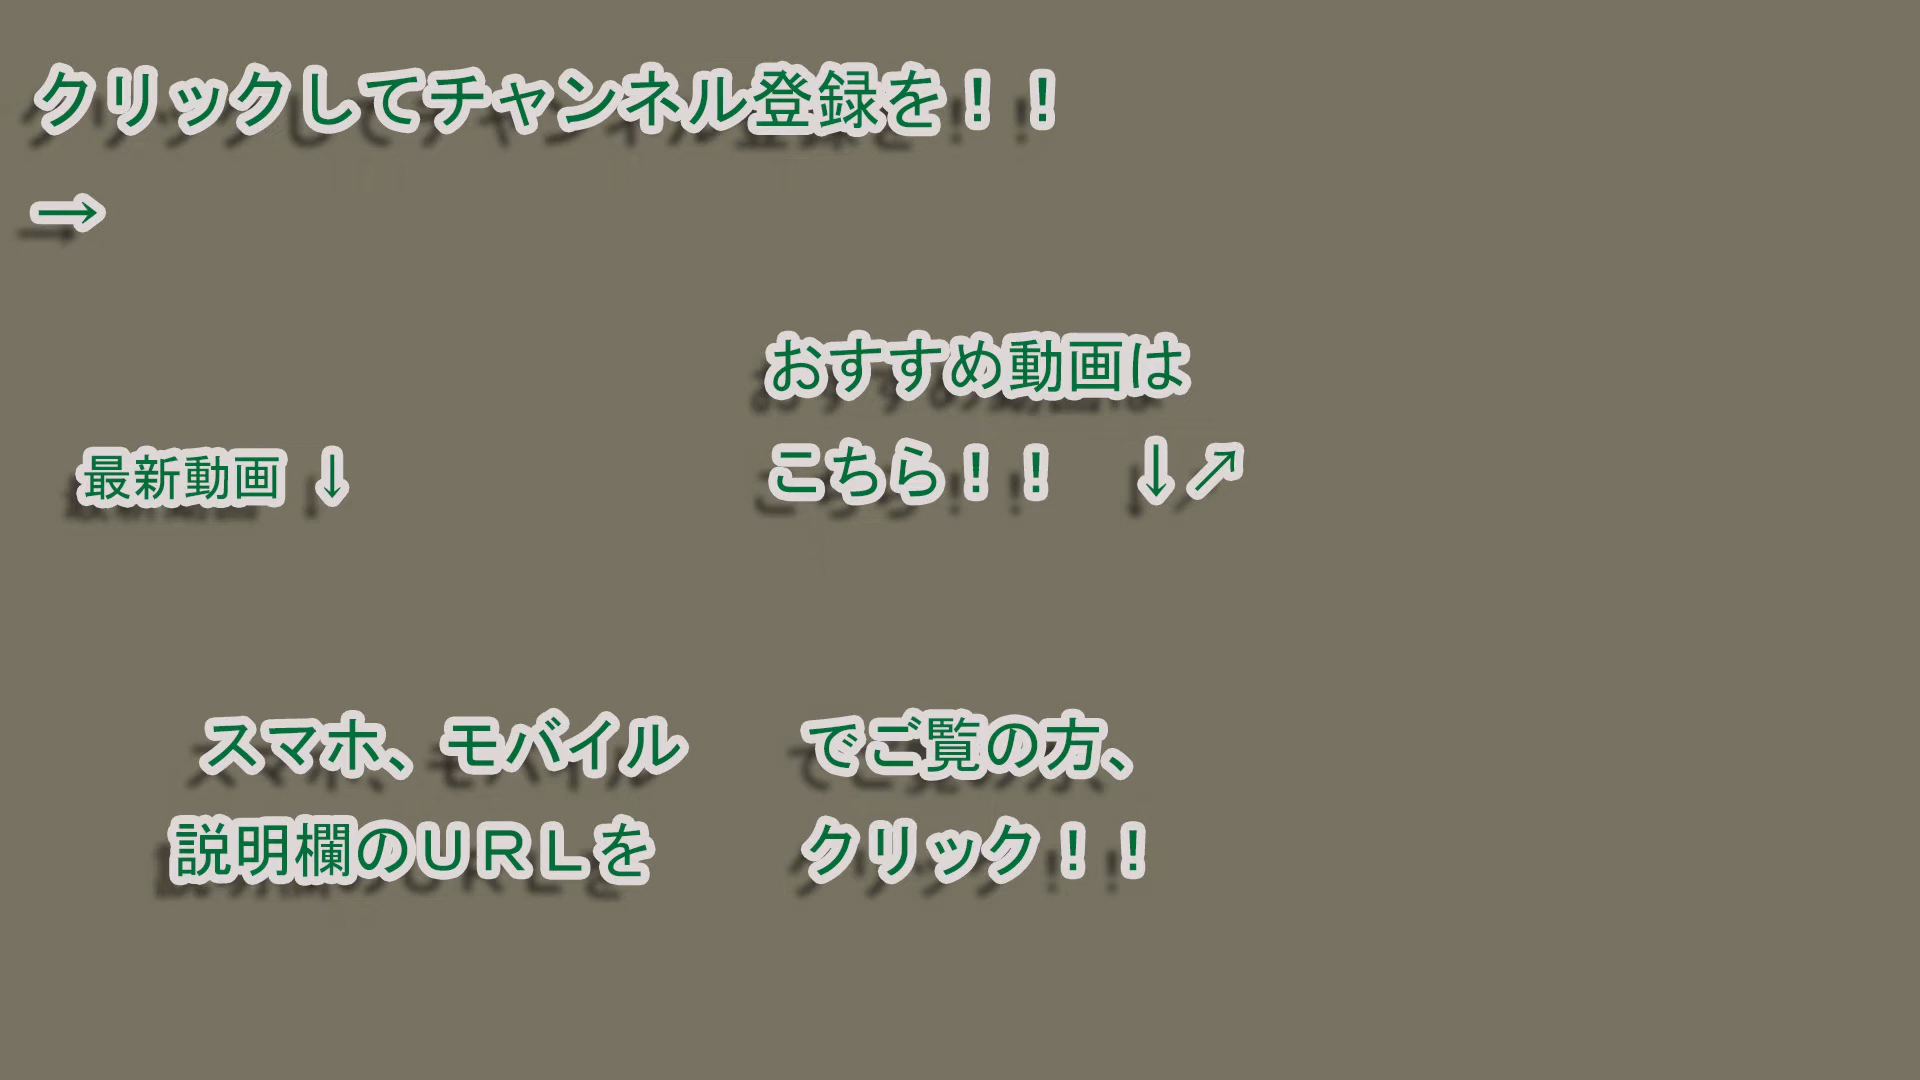 クリックしてチャンネル登録を！！
→
おすすめ動画は
こちら！！　↓↗
最新動画 ↓
スマホ、モバイル　でご覧の方、
説明欄のＵＲＬを　クリック！！